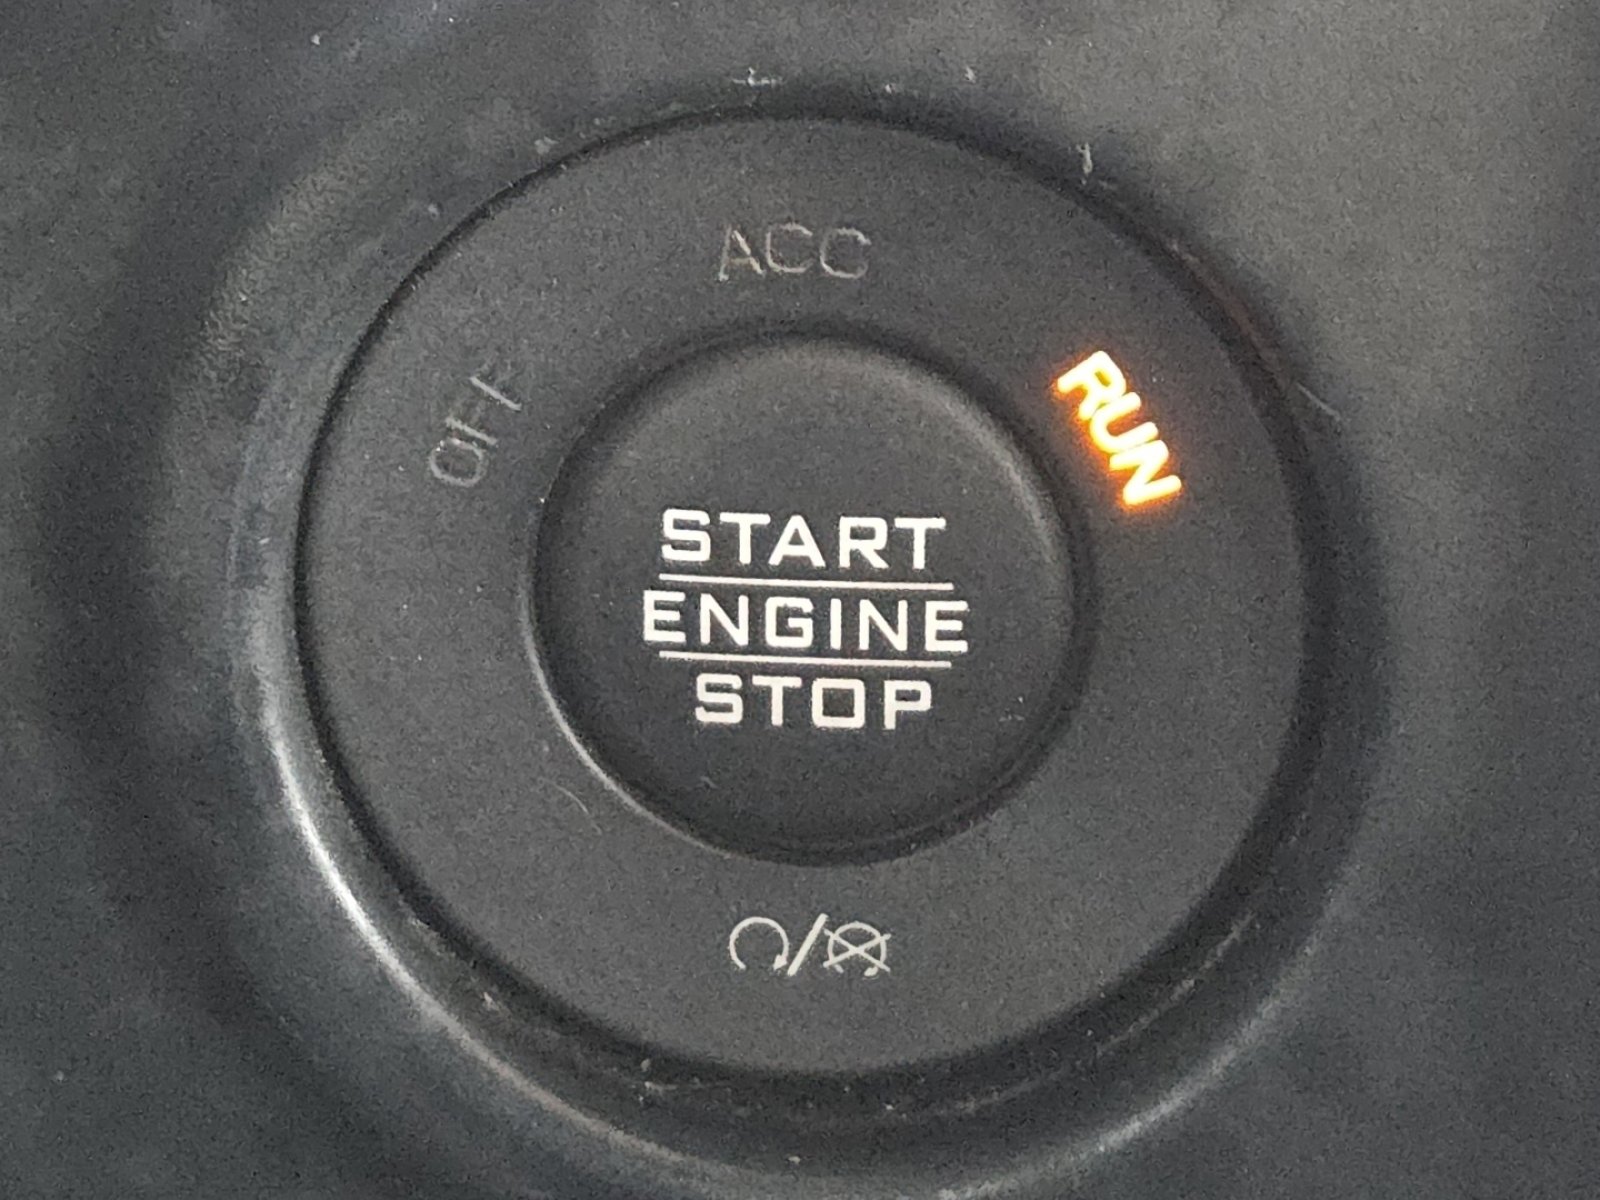 ACC
OFF
RUN
START
ENGINE
STOP